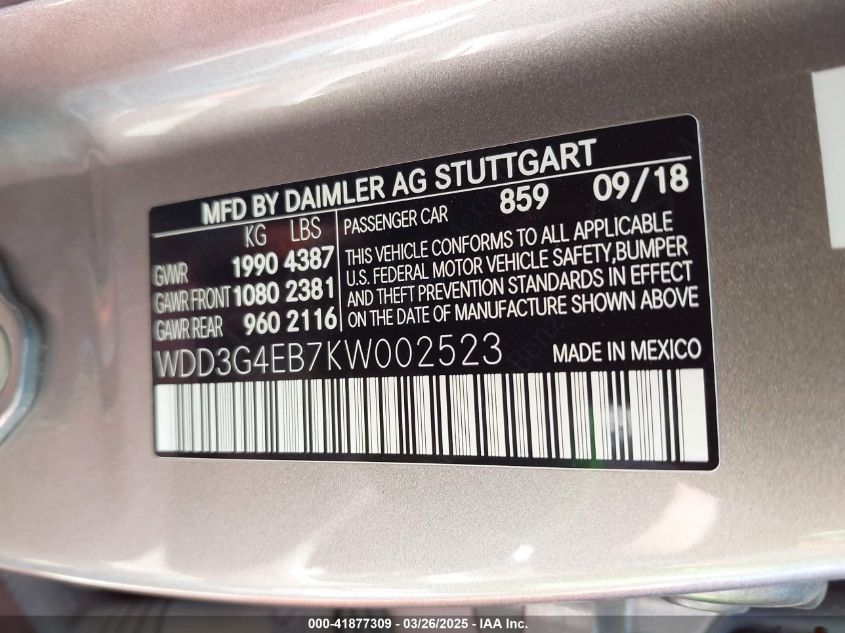 MFD BY DAIMLER AG STUTTGART
KG LBS
GVWR 1990 4387
GAWR FRONT 1080 2381
GAWR REAR 960 2116
PASSENGER CAR 859 09/18
THIS VEHICLE CONFORMS TO ALL APPLICABLE
U.S. FEDERAL MOTOR VEHICLE SAFETY,BUMPER
AND THEFT PREVENTION STANDARDS IN EFFECT
ON THE DATE OF MANUFACTURE SHOWN ABOVE
WDD3G4EB7KW002523 MADE IN MEXICO
000-41877309 - 03/26/2025 - IAA Inc.